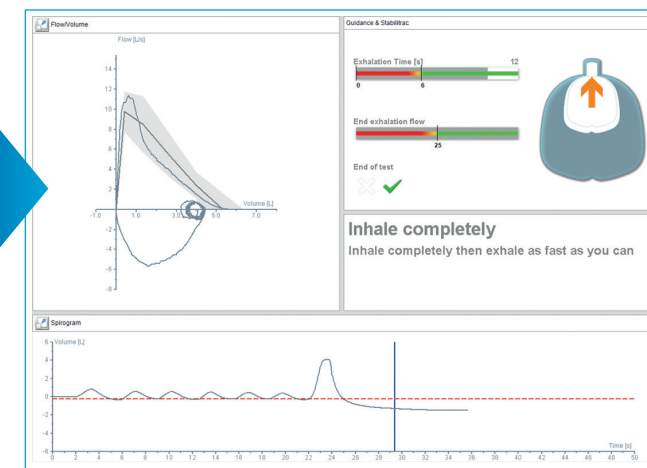 Flow/Volume
Flow [L/s]
14
12
10
8
6
4
2
Volume [L]
-1.0
1.0
3.0
5.0
7.0
-2
-4
-6
-8
Guidance & Stabilitrac
Exhalation Time [s]
12
0
6
End exhalation flow
25
End of test
Inhale completely
Inhale completely then exhale as fast as you can
Spirogram
Volume [L]
6
4
2
0
-2
-4
-6
Time [s]
0 2 4 6 8 10 12 14 16 18 20 22 24 26 28 30 32 34 36 38 40 42 44 46 48 50